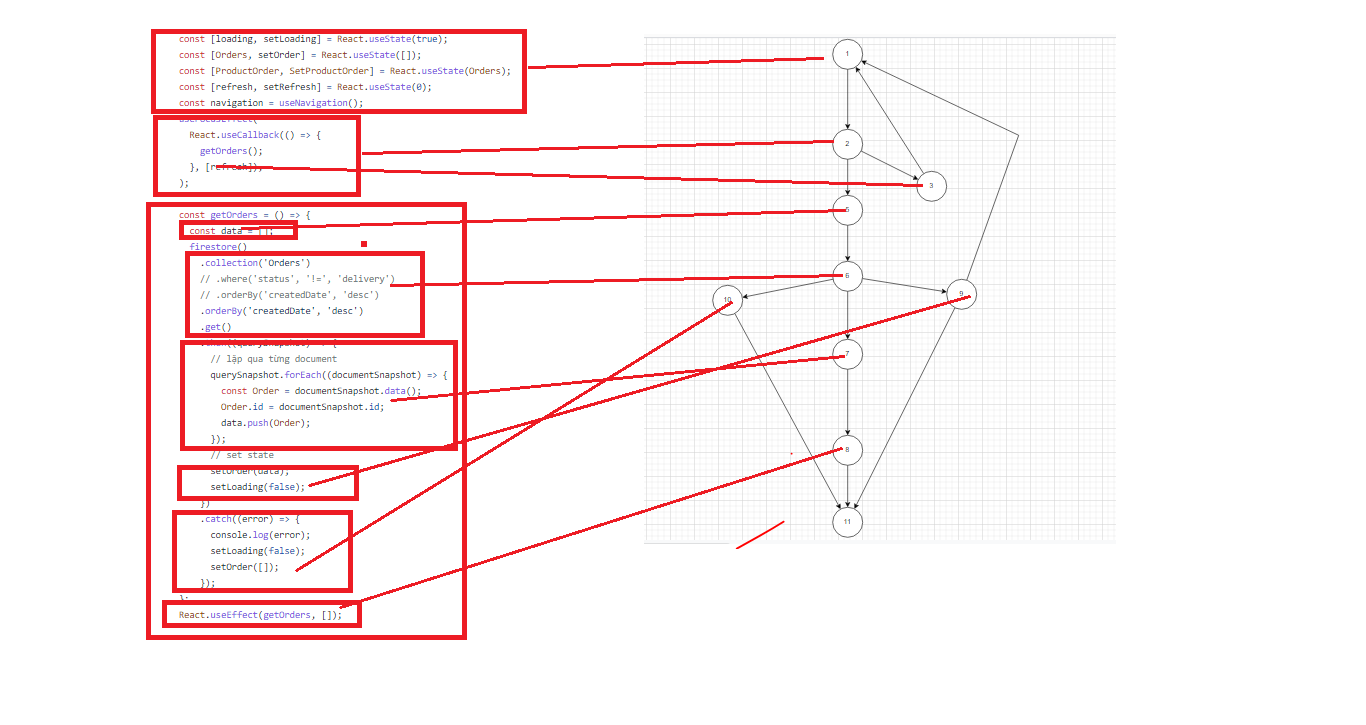 const [loading, setLoading] = React.useState(true);
const [Orders, setOrder] = React.useState([]);
const [ProductOrder, SetProductOrder] = React.useState(Orders);
const [refresh, setRefresh] = React.useState(0);
const navigation = useNavigation();
useFocusEffect(
React.useCallback(() => {
getOrders();
}, [refresh]),
);
const getOrders = () => {
const data = [];
firestore()
.collection('Orders')
// .where('status', '!=', 'delivery')
// .orderBy('createdDate', 'desc')
.orderBy('createdDate', 'desc')
.get()
.then((querySnapshot) => {
// lặp qua từng document
querySnapshot.forEach((documentSnapshot) => {
const Order = documentSnapshot.data();
Order.id = documentSnapshot.id;
data.push(Order);
});
// set state
setOrder(data);
setLoading(false);
})
.catch((error) => {
console.log(error);
setLoading(false);
setOrder([]);
});
};
React.useEffect(getOrders, []);
1
2
3
5
6
10
9
7
8
11